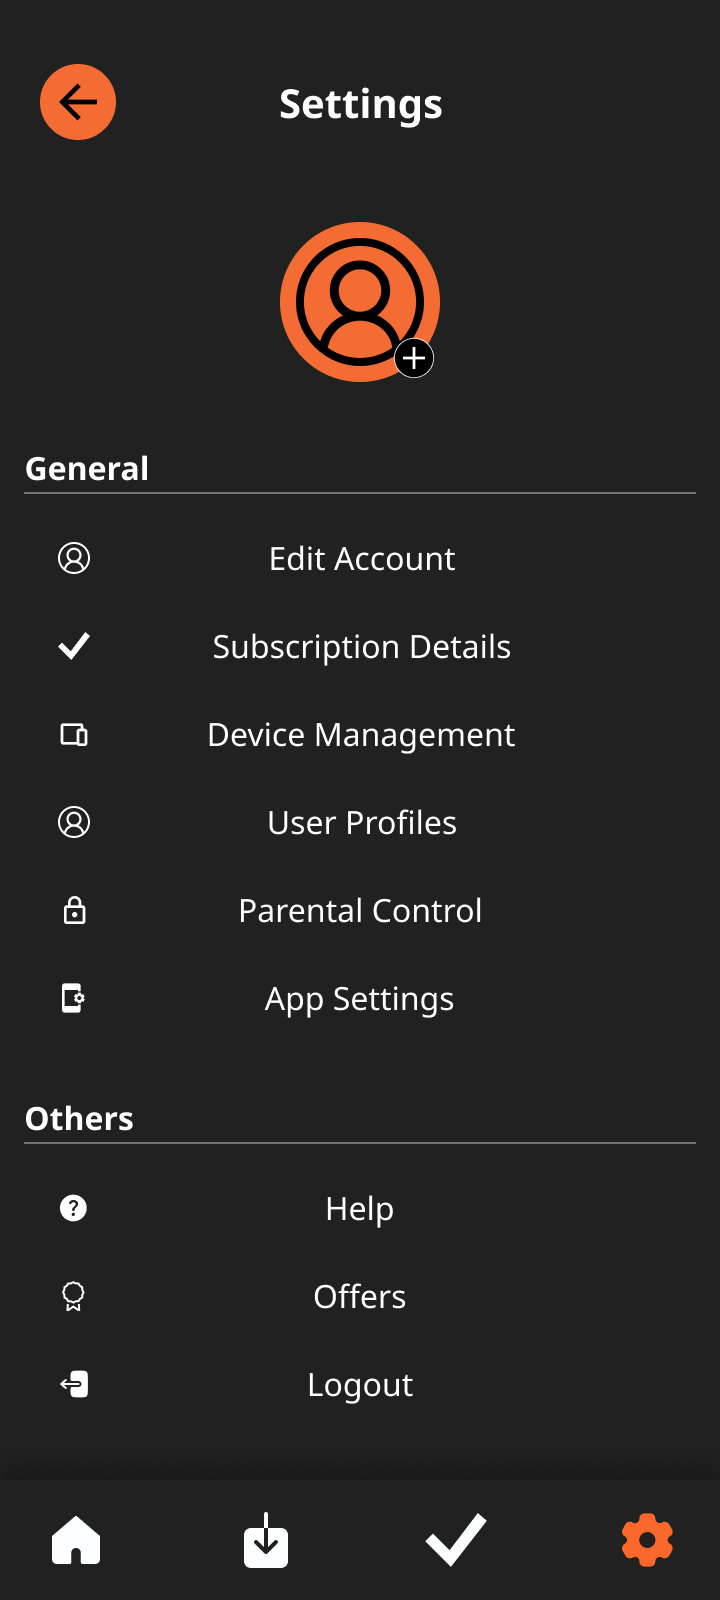 Settings
General
Edit Account
Subscription Details
Device Management
User Profiles
Parental Control
App Settings
Others
Help
Offers
Logout